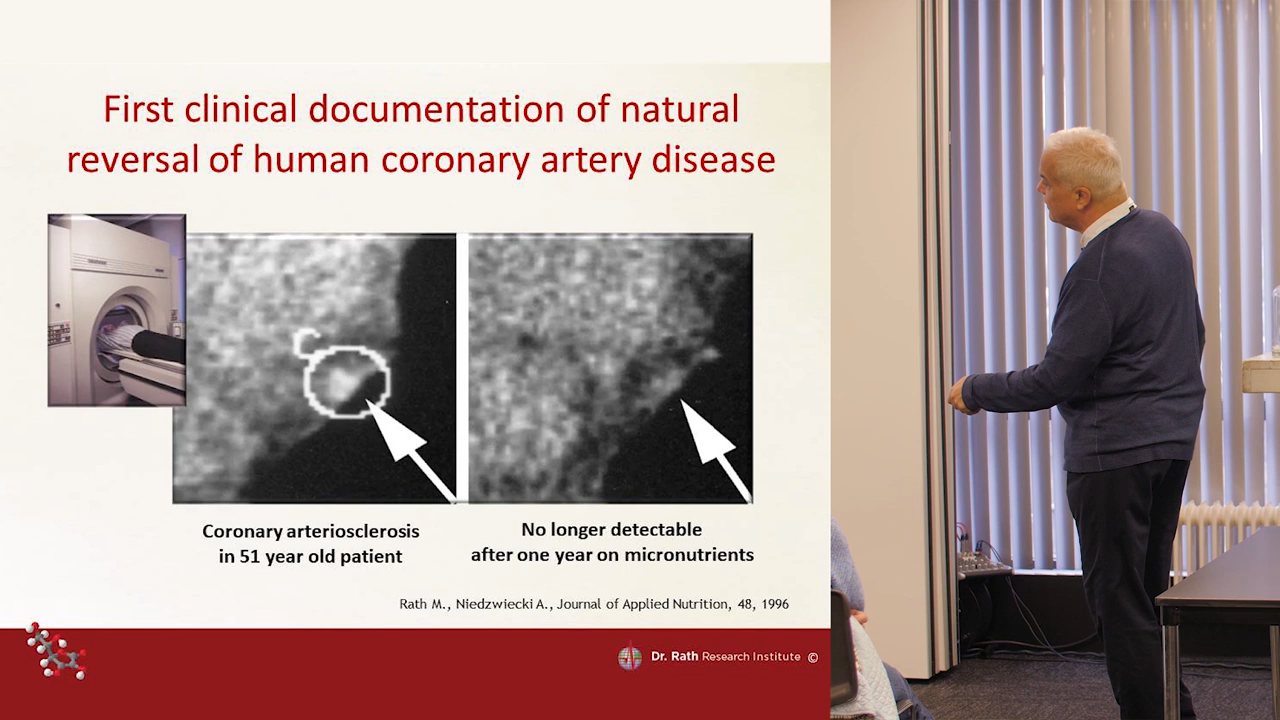 First clinical documentation of natural
reversal of human coronary artery disease
Coronary arteriosclerosis
in 51 year old patient
No longer detectable
after one year on micronutrients
Rath M., Niedzwiecki A., Journal of Applied Nutrition, 48, 1996
Dr. Rath Research Institute ©